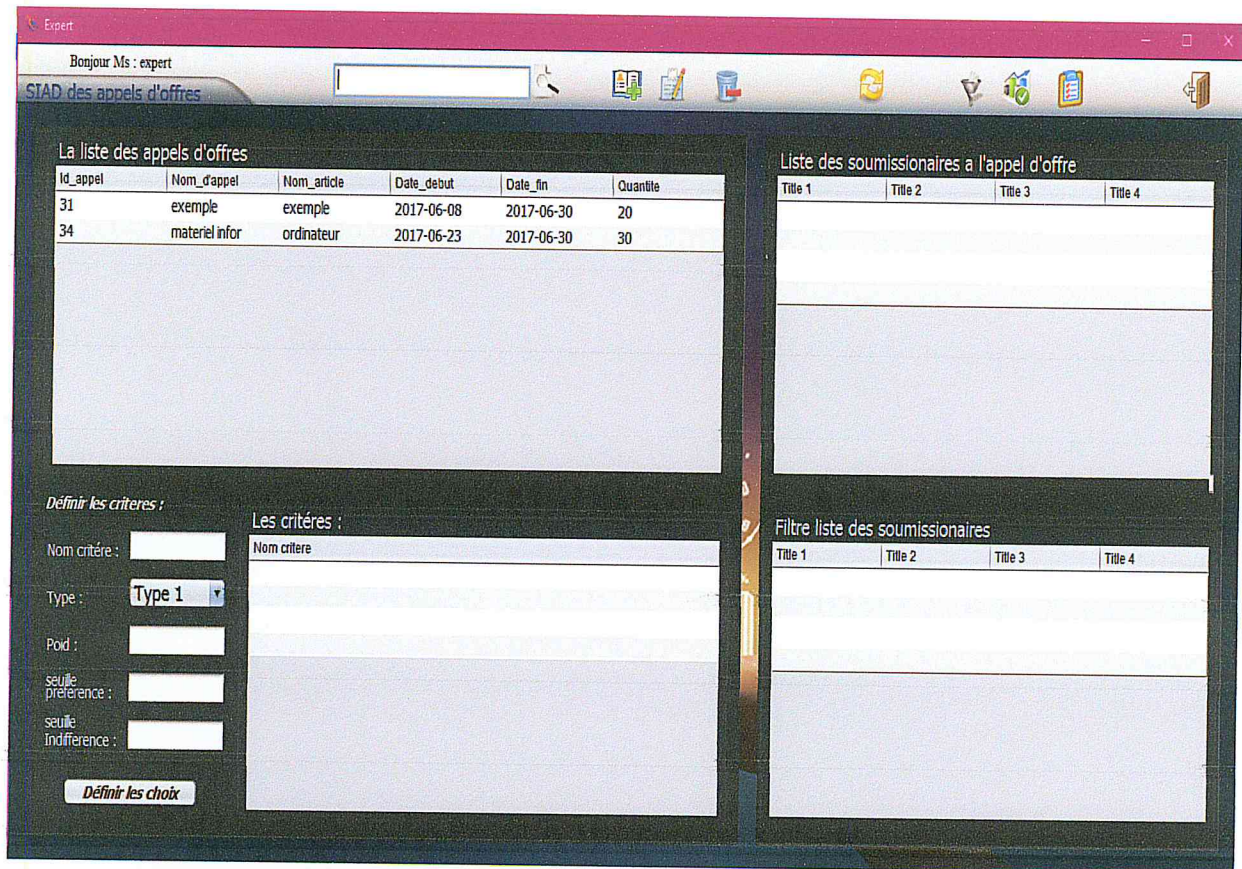 Expert
Bonjour Ms : expert
SIAD des appels d'offres
La liste des appels d'offres
Id_appel Nom_d'appel Nom_article Date_debut Date_fin Quantite
31 exemple exemple 2017-06-08 2017-06-30 20
34 materiel infor ordinateur 2017-06-23 2017-06-30 30
Liste des soumissionaires a l'appel d'offre
Title 1 Title 2 Title 3 Title 4
Définir les criteres :
Nom critére :
Type : Type 1
Poid :
seuille
préference :
seuille
Indifference :
Définir les choix
Les critéres :
Nom critere
Filtre liste des soumissionaires
Title 1 Title 2 Title 3 Title 4